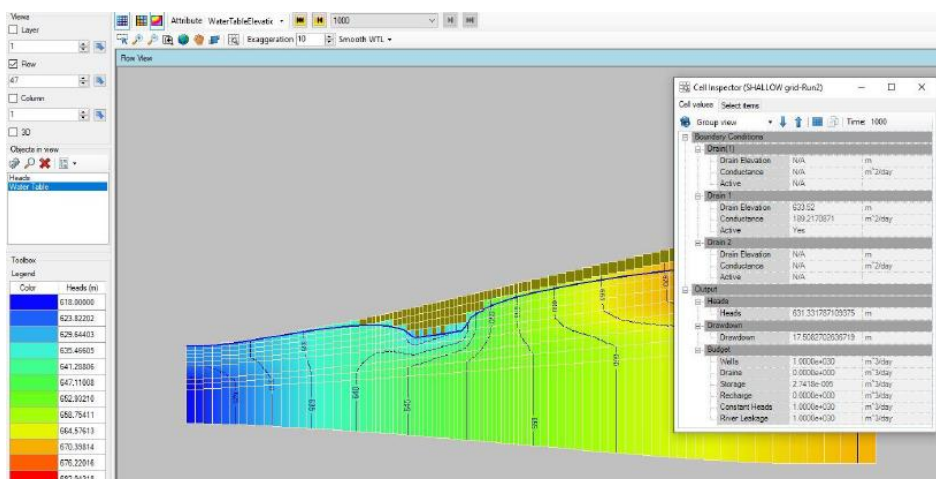 Views
Layer
1
Row
47
Column
1
3D
Objects in view
Heads
Water Table
Toolbox
Legend
Color Heads (m)
618.00000
623.82202
629.64403
635.46605
641.28806
647.11008
652.93210
658.75411
664.57613
670.39814
676.22016
Attribute WaterTableElevatic
1000
Exaggeration 10 Smooth WTL
Row View
Cell Inspector (SHALLOW grid-Run2)
Cell values Select items
Group view Time: 1000
Boundary Conditions
Drain(1)
Drain Elevation N/A m
Conductance N/A m^2/day
Active N/A
Drain 1
Drain Elevation 633.52 m
Conductance 189.2170871 m^2/day
Active Yes
Drain 2
Drain Elevation N/A m
Conductance N/A m^2/day
Active N/A
Output
Heads
Heads 631.331787109375 m
Drawdown
Drawdown 17.5082702636719 m
Budget
Wells 1.0000e+030 m^3/day
Drains 0.0000e+000 m^3/day
Storage 2.7418e-005 m^3/day
Recharge 0.0000e+000 m^3/day
Constant Heads 1.0000e+030 m^3/day
River Leakage 1.0000e+030 m^3/day
640
640